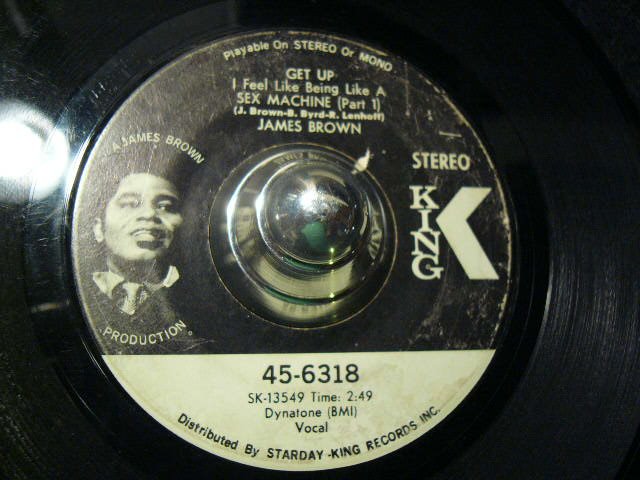 Playable On STEREO Or MONO
GET UP
I Feel Like Being Like A
SEX MACHINE (Part 1)
(J. Brown-B. Byrd-R. Lenhoff)
JAMES BROWN
A JAMES BROWN
PRODUCTION
STEREO
KING
K
45-6318
SK-13549 Time: 2:49
Dynatone (BMI)
Vocal
Distributed By STARDAY-KING RECORDS INC.